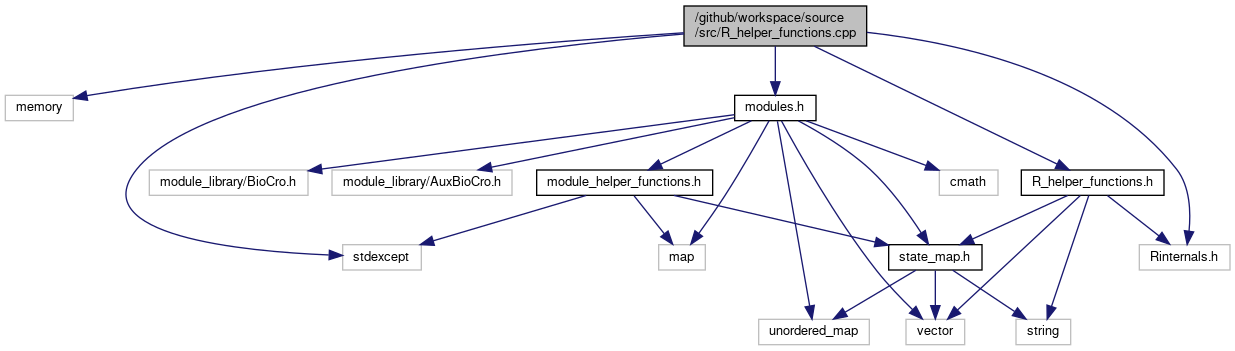 /github/workspace/source
/src/R_helper_functions.cpp
memory
modules.h
module_library/BioCro.h
module_library/AuxBioCro.h
module_helper_functions.h
cmath
R_helper_functions.h
stdexcept
map
state_map.h
Rinternals.h
unordered_map
vector
string